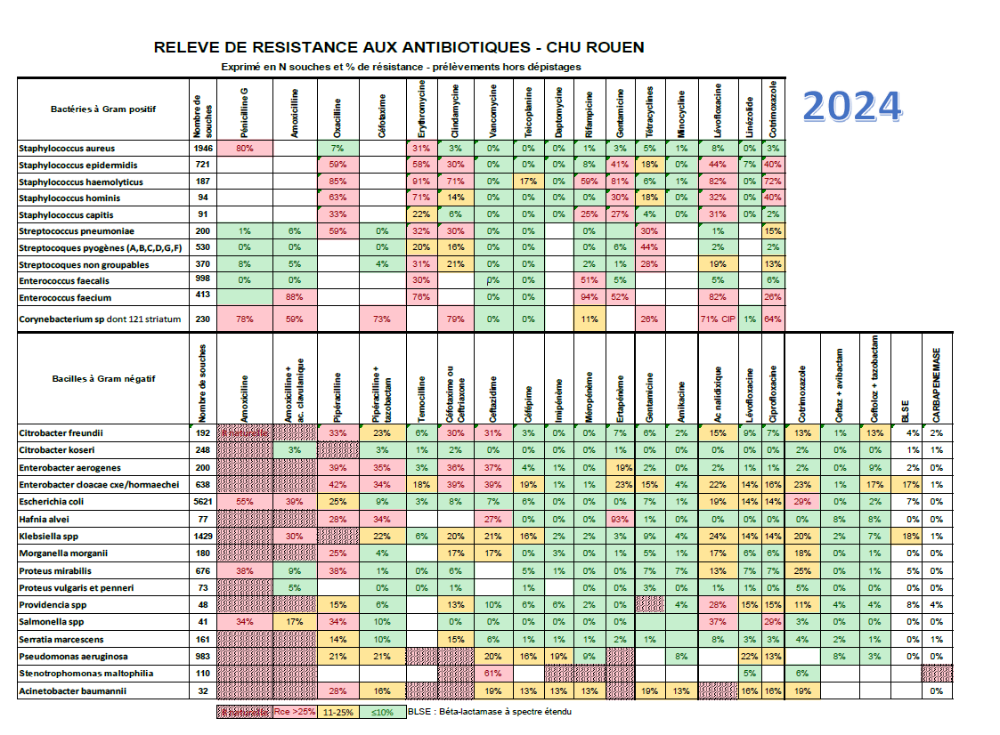 RELEVE DE RESISTANCE AUX ANTIBIOTIQUES - CHU ROUEN
Exprimé en N souches et % de résistance - prélèvements hors dépistages
2024
Bactéries à Gram positif Nombre de souches Pénicilline G Amoxicilline Oxacilline Céfotaxime Erythromycine Clindamycine Vancomycine Teicoplanine Daptomycine Rifampicine Gentamicine Tétracyclines Minocycline Lévofloxacine Linézolide Cotrimoxazole
Staphylococcus aureus 1946 80% 7% 31% 3% 0% 0% 0% 1% 3% 5% 1% 8% 0% 3%
Staphylococcus epidermidis 721 59% 58% 30% 0% 0% 0% 8% 41% 18% 0% 44% 7% 40%
Staphylococcus haemolyticus 187 85% 91% 71% 0% 17% 0% 59% 81% 6% 1% 82% 0% 72%
Staphylococcus hominis 94 63% 71% 14% 0% 0% 0% 0% 30% 18% 0% 32% 0% 40%
Staphylococcus capitis 91 33% 22% 6% 0% 0% 0% 25% 27% 4% 0% 31% 0% 2%
Streptococcus pneumoniae 200 1% 6% 59% 0% 32% 30% 0% 0% 0% 30% 1% 15%
Streptocoques pyogènes (A,B,C,D,G,F) 530 0% 0% 0% 20% 16% 0% 0% 0% 6% 44% 2% 2%
Streptocoques non groupables 370 8% 5% 4% 31% 21% 0% 0% 2% 1% 28% 19% 13%
Enterococcus faecalis 998 0% 0% 30% 0% 0% 51% 5% 5% 6%
Enterococcus faecium 413 88% 76% 0% 0% 94% 52% 82% 26%
Corynebacterium sp dont 121 striatum 230 78% 59% 73% 79% 0% 0% 11% 26% 71% CIP 1% 64%
Bacilles à Gram négatif Nombre de souches Amoxicilline Amoxicilline + ac. clavulanique Pipéracilline Pipéracilline + tazobactam Temocilline Céfotaxime ou Ceftriaxone Ceftazidime Céfépime Imipénème Méropénème Ertapénème Gentamicine Amikacine Ac nalidixique Lévofloxacine Ciprofloxacine Cotrimoxazole Ceftaz + avibactam Ceftoloz + tazobactam BLSE CARBAPENEMASE
Citrobacter freundii 192 R naturelle 33% 23% 6% 30% 31% 3% 0% 0% 7% 6% 2% 15% 9% 7% 13% 1% 13% 4% 2%
Citrobacter koseri 248 3% 3% 1% 2% 0% 0% 0% 0% 1% 0% 0% 0% 0% 0% 2% 0% 0% 1% 1%
Enterobacter aerogenes 200 39% 35% 3% 36% 37% 4% 1% 0% 19% 2% 0% 2% 1% 1% 2% 0% 9% 2% 0%
Enterobacter cloacae cxe/hormaechei 638 42% 34% 18% 39% 39% 19% 1% 1% 23% 15% 4% 22% 14% 16% 23% 1% 17% 17% 1%
Escherichia coli 5621 55% 39% 25% 9% 3% 8% 7% 6% 0% 0% 0% 7% 1% 19% 14% 14% 29% 0% 2% 7% 0%
Hafnia alvei 77 28% 34% 27% 0% 0% 0% 93% 1% 0% 0% 0% 0% 0% 8% 8% 0% 0%
Klebsiella spp 1429 30% 22% 6% 20% 21% 16% 2% 2% 3% 9% 4% 24% 14% 14% 20% 2% 7% 18% 1%
Morganella morganii 180 25% 4% 17% 17% 0% 3% 0% 1% 5% 1% 17% 6% 6% 18% 0% 1% 0% 0%
Proteus mirabilis 676 38% 9% 38% 1% 0% 6% 5% 1% 0% 0% 7% 7% 13% 7% 7% 25% 0% 1% 5% 0%
Proteus vulgaris et penneri 73 5% 0% 0% 1% 1% 0% 0% 3% 0% 1% 1% 0% 5% 0% 0% 0% 0%
Providencia spp 48 15% 6% 13% 10% 6% 6% 2% 0% 4% 28% 15% 15% 11% 4% 4% 8% 4%
Salmonella spp 41 34% 17% 34% 10% 0% 0% 0% 0% 0% 0% 37% 29% 3% 0% 0% 0% 0%
Serratia marcescens 161 14% 10% 15% 6% 1% 1% 1% 2% 1% 8% 3% 3% 4% 2% 1% 0% 1%
Pseudomonas aeruginosa 983 21% 21% 20% 16% 19% 9% 8% 22% 13% 8% 3% 0% 0%
Stenotrophomonas maltophilia 110 61% 5% 6%
Acinetobacter baumannii 32 28% 16% 19% 13% 13% 13% 19% 13% 16% 16% 19% 0%
R naturelle Rce >25% 11-25% ≤10% BLSE : Béta-lactamase à spectre étendu